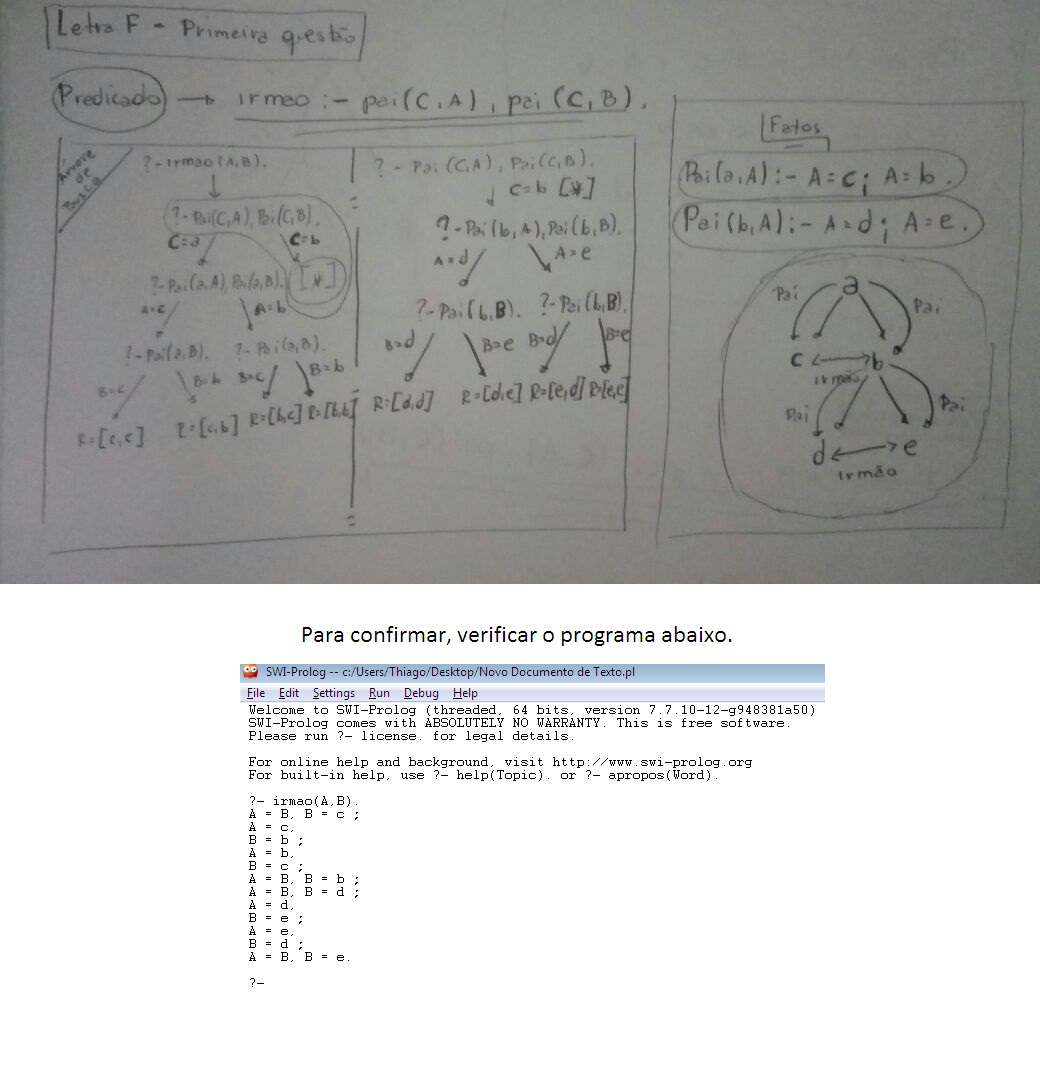 Letra F - Primeira questão
Predicado → irmao :- pai(C,A), pai(C,B).
Árvore
de
Busca
?- irmao(A,B).
?- Pai(C,A), Pai(C,B).
C=a C=b
?- Pai(a,A), Pai(a,B). [*]
A=c A=b
?- Pai(a,B). ?- Pai(a,B).
B=c B=b B=c B=b
R=[c,c] R=[c,b] R=[b,c] R=[b,b]
? - Pai(C,A), Pai(C,B).
C=b [*]
?- Pai(b,A), Pai(b,B).
A=d A=e
?- Pai(b,B). ?- Pai(b,B).
B=d B=e B=d B=e
R=[d,d] R=[d,e] R=[e,d] R=[e,e]
Fatos
Pai(a,A) :- A=c; A=b.
Pai(b,A) :- A=d; A=e.
Pai a Pai
c ↔ b
irmão
Pai Pai
d ↔ e
irmão
Para confirmar, verificar o programa abaixo.
SWI-Prolog -- c:/Users/Thiago/Desktop/Novo Documento de Texto.pl
File Edit Settings Run Debug Help
Welcome to SWI-Prolog (threaded, 64 bits, version 7.7.10-12-g948381a50)
SWI-Prolog comes with ABSOLUTELY NO WARRANTY. This is free software.
Please run ?- license. for legal details.
For online help and background, visit http://www.swi-prolog.org
For built-in help, use ?- help(Topic). or ?- apropos(Word).
?- irmao(A,B).
A = B, B = c ;
A = c,
B = b ;
A = b,
B = c ;
A = B, B = b ;
A = B, B = d ;
A = d,
B = e ;
A = e,
B = d ;
A = B, B = e.
?-